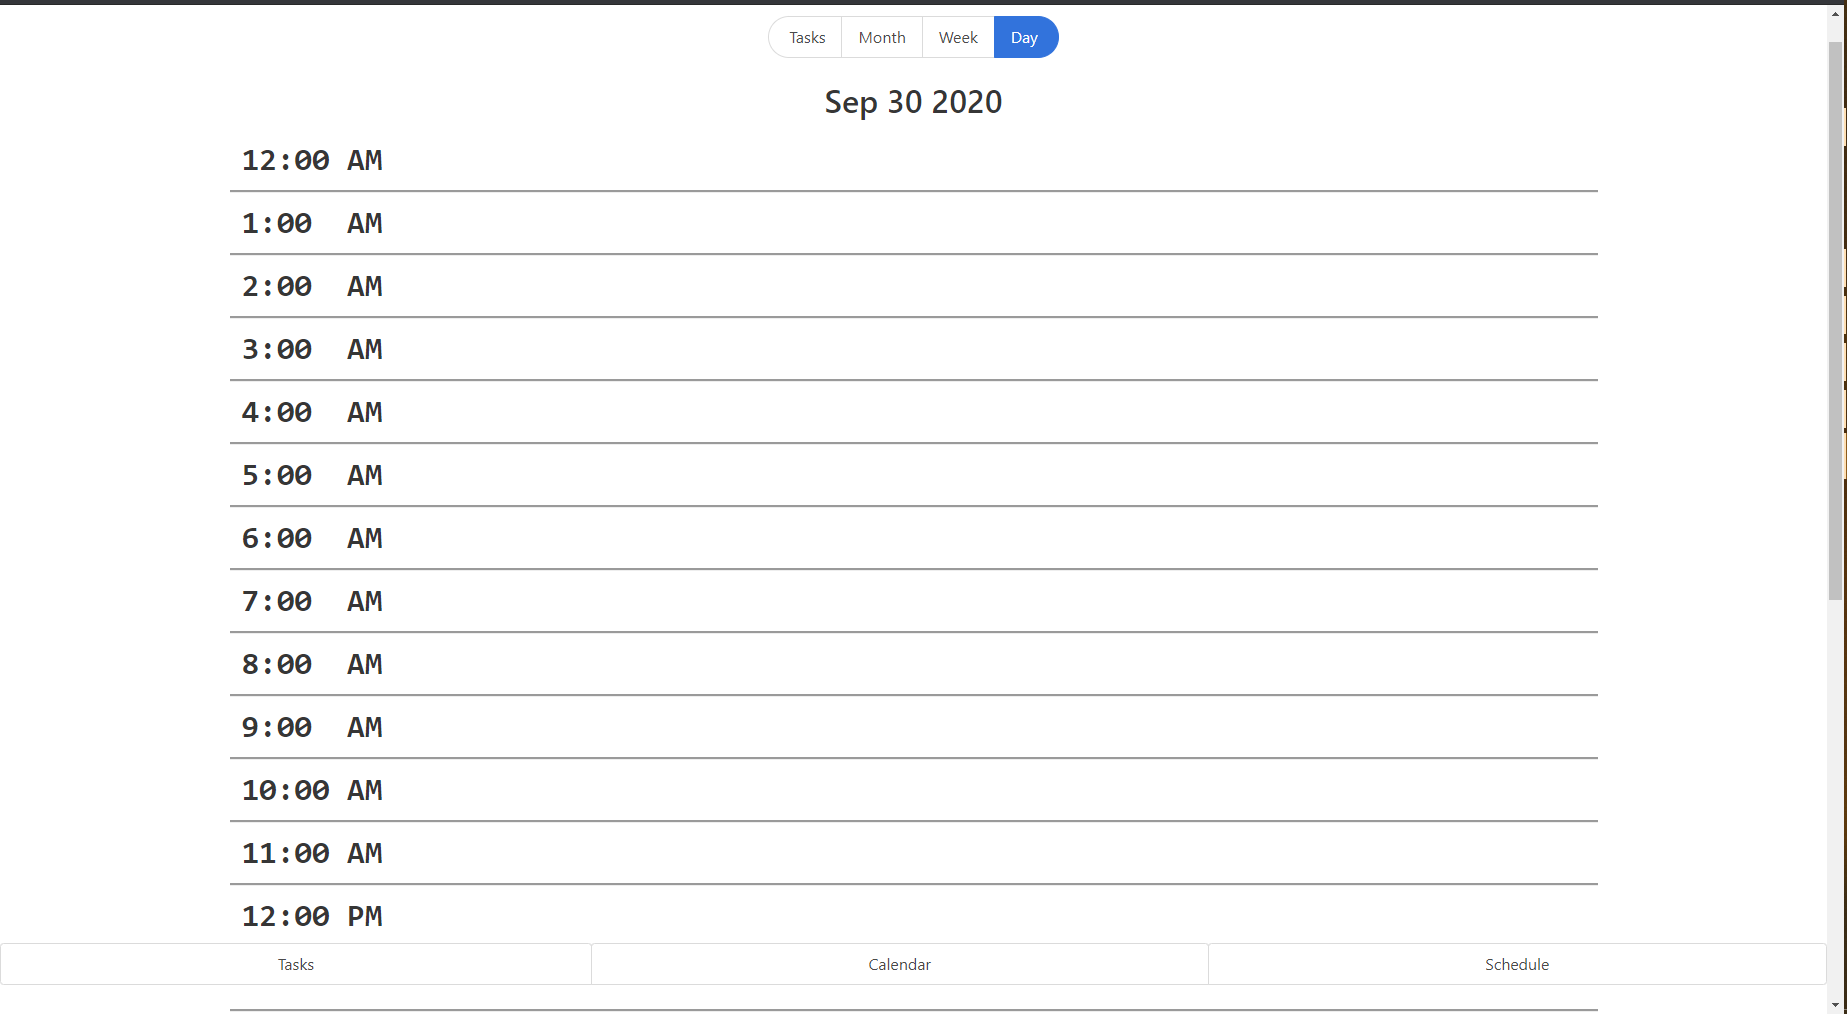 Tasks Month Week Day
Sep 30 2020
12:00 AM
1:00 AM
2:00 AM
3:00 AM
4:00 AM
5:00 AM
6:00 AM
7:00 AM
8:00 AM
9:00 AM
10:00 AM
11:00 AM
12:00 PM
Tasks Calendar Schedule